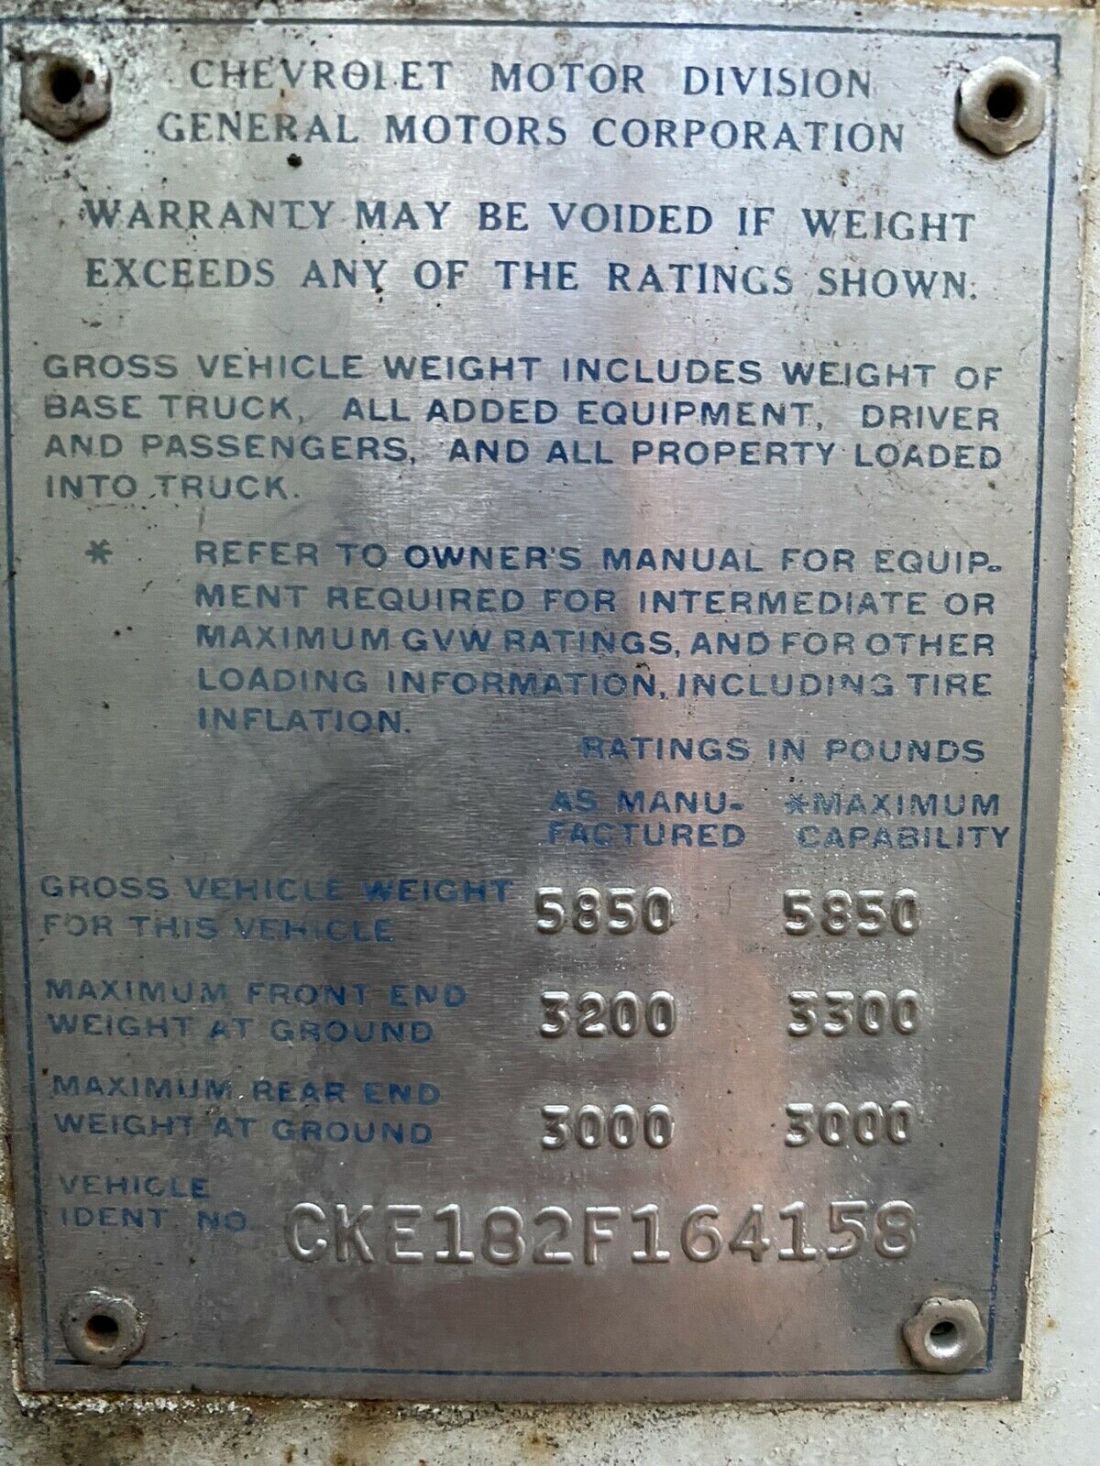 CHEVROLET MOTOR DIVISION
GENERAL MOTORS CORPORATION
WARRANTY MAY BE VOIDED IF WEIGHT
EXCEEDS ANY OF THE RATINGS SHOWN.
GROSS VEHICLE WEIGHT INCLUDES WEIGHT OF
BASE TRUCK, ALL ADDED EQUIPMENT, DRIVER
AND PASSENGERS, AND ALL PROPERTY LOADED
INTO TRUCK.
* REFER TO OWNER'S MANUAL FOR EQUIP-
MENT REQUIRED FOR INTERMEDIATE OR
MAXIMUM GVW RATINGS, AND FOR OTHER
LOADING INFORMATION, INCLUDING TIRE
INFLATION.
RATINGS IN POUNDS
AS MANU- *MAXIMUM
FACTURED CAPABILITY
GROSS VEHICLE WEIGHT
FOR THIS VEHICLE 5850 5850
MAXIMUM FRONT END
WEIGHT AT GROUND 3200 3300
MAXIMUM REAR END
WEIGHT AT GROUND 3000 3000
VEHICLE
IDENT. NO. CKE182F164158